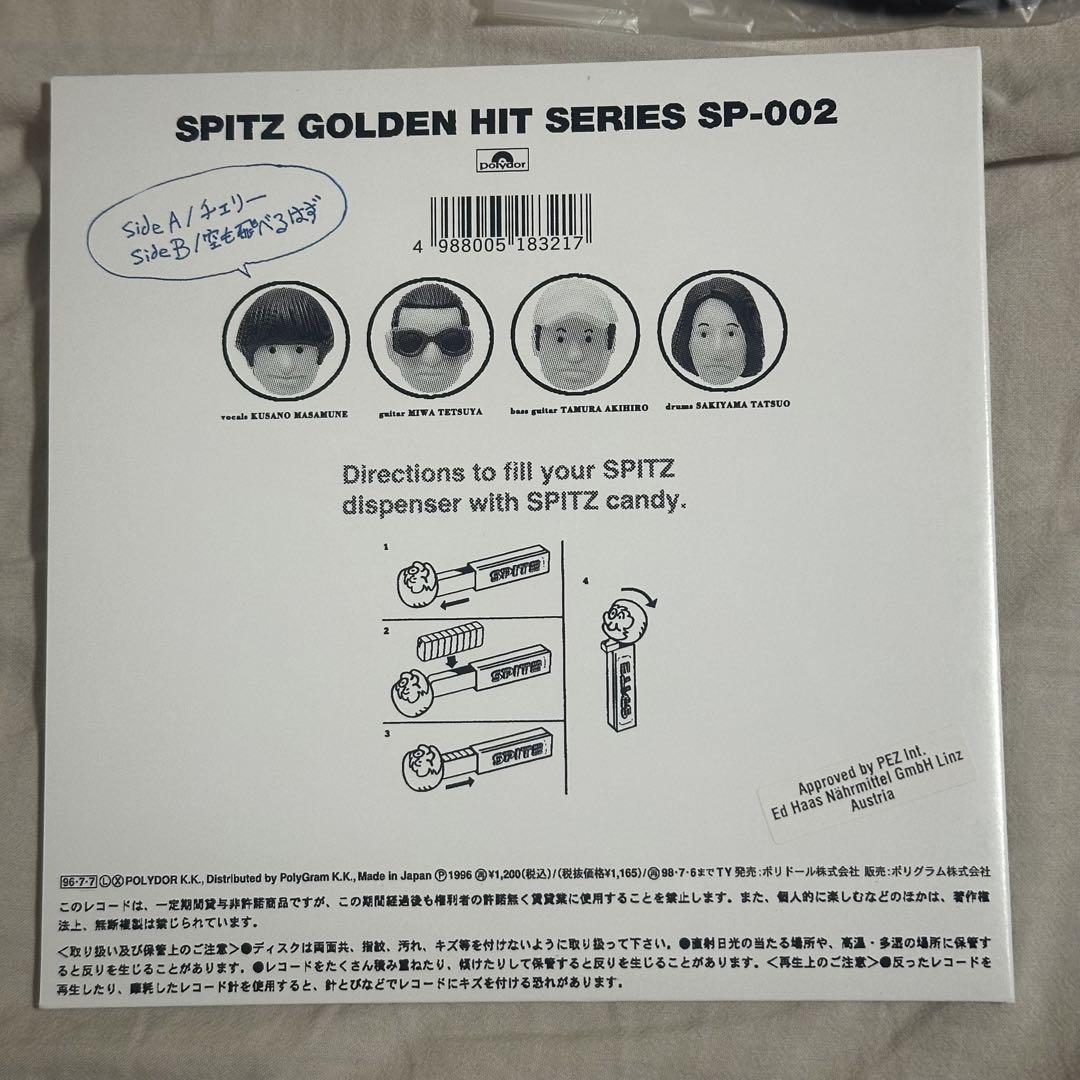 SPITZ GOLDEN HIT SERIES SP-002
polydor
Side A / チェリー
Side B / 空も飛べるはず
4 988005 183217
vocals KUSANO MASAMUNE
guitar MIWA TETSUYA
bass guitar TAMURA AKIHIRO
drums SAKIYAMA TATSUO
Directions to fill your SPITZ
dispenser with SPITZ candy.
1
SPITZ
2
SPITZ
3
SPITZ
4
SPITZ
Approved by PEZ Int.
Ed Haas Nährmittel GmbH Linz
Austria
96·7·7 Ⓛ Ⓧ POLYDOR K.K., Distributed by PolyGram K.K., Made in Japan Ⓟ 1996 ㊞¥1,200(税込)/(税抜価格¥1,165)/㊞98·7·6まで TY 発売:ポリドール株式会社 販売:ポリグラム株式会社
このレコードは、一定期間貸与非許諾商品ですが、この期間経過後も権利者の許諾無く賃貸業に使用することを禁止します。また、個人的に楽しむなどのほかは、著作権
法上、無断複製は禁じられています。
<取り扱い及び保管上のご注意>●ディスクは両面共、指紋、汚れ、キズ等を付けないように取り扱って下さい。●直射日光の当たる場所や、高温・多湿の場所に保管す
ると反りを生じることがあります。●レコードをたくさん積み重ねたり、傾けたりして保管すると反りを生じることがあります。<再生上のご注意>●反ったレコードを
再生したり、摩耗したレコード針を使用すると、針とびなどでレコードにキズを付ける恐れがあります。